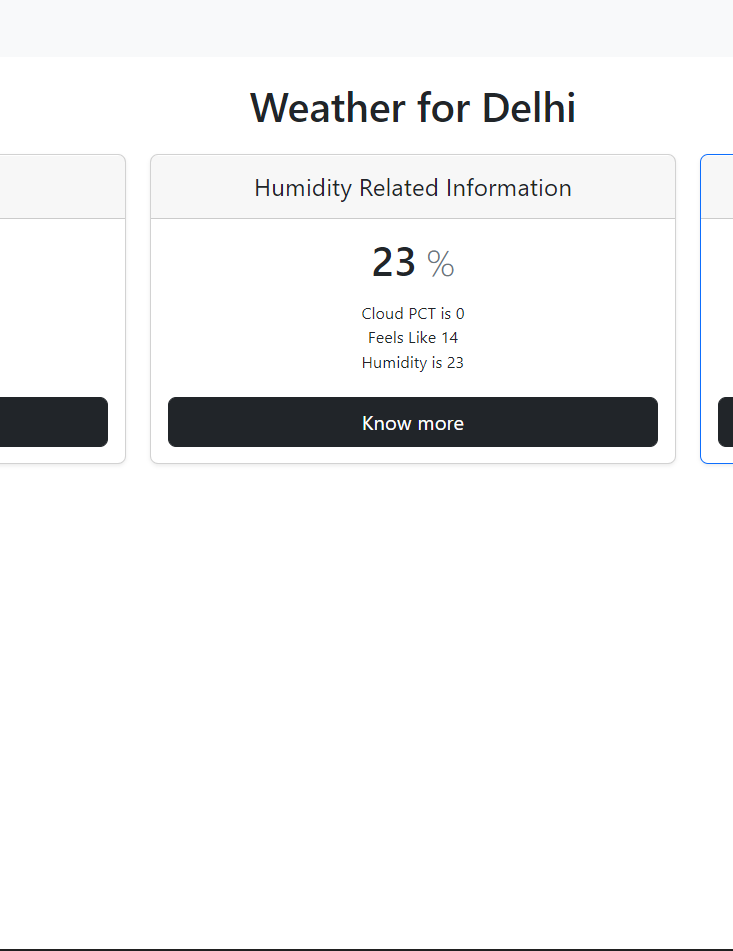 Weather for Delhi
Humidity Related Information
23 %
Cloud PCT is 0
Feels Like 14
Humidity is 23
Know more